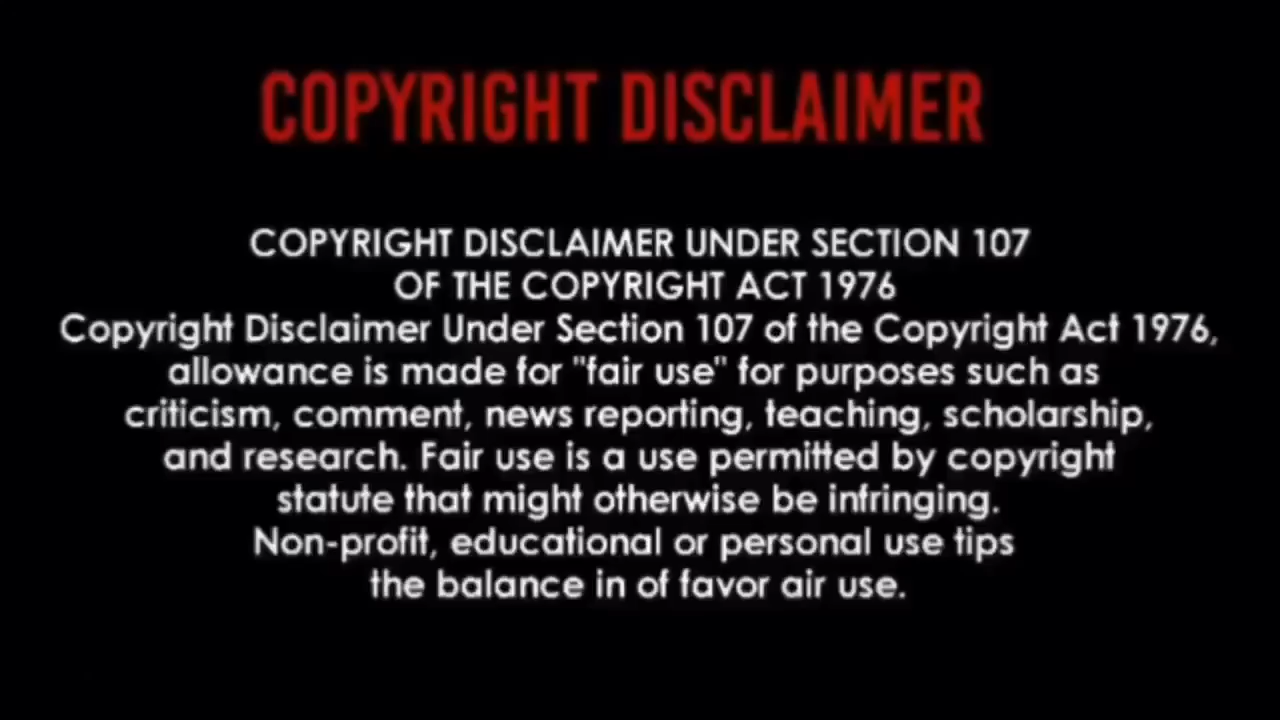 COPYRIGHT DISCLAIMER
COPYRIGHT DISCLAIMER UNDER SECTION 107
OF THE COPYRIGHT ACT 1976
Copyright Disclaimer Under Section 107 of the Copyright Act 1976,
allowance is made for "fair use" for purposes such as
criticism, comment, news reporting, teaching, scholarship,
and research. Fair use is a use permitted by copyright
statute that might otherwise be infringing.
Non-profit, educational or personal use tips
the balance in of favor air use.